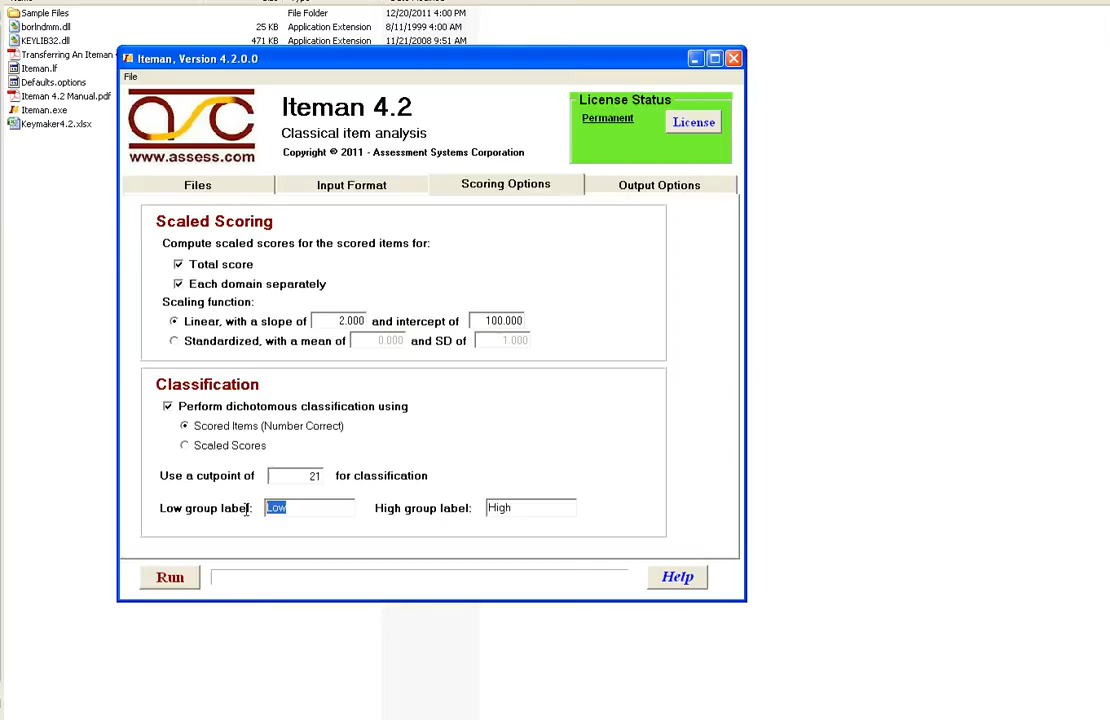 Sample Files File Folder 12/20/2011 4:00 PM
borlndmm.dll 25 KB Application Extension 8/11/1999 4:00 AM
KEYLIB32.dll 471 KB Application Extension 11/21/2008 9:51 AM
Transferring An Iteman
Iteman.lf
Defaults.options
Iteman 4.2 Manual.pdf
Iteman.exe
Keymaker4.2.xlsx
Iteman, Version 4.2.0.0
File
asc
www.assess.com
Iteman 4.2
Classical item analysis
Copyright © 2011 - Assessment Systems Corporation
License Status
Permanent
License
Files Input Format Scoring Options Output Options
Scaled Scoring
Compute scaled scores for the scored items for:
Total score
Each domain separately
Scaling function:
Linear, with a slope of 2.000 and intercept of 100.000
Standardized, with a mean of 0.000 and SD of 1.000
Classification
Perform dichotomous classification using
Scored Items (Number Correct)
Scaled Scores
Use a cutpoint of 21 for classification
Low group label: Low High group label: High
Run Help